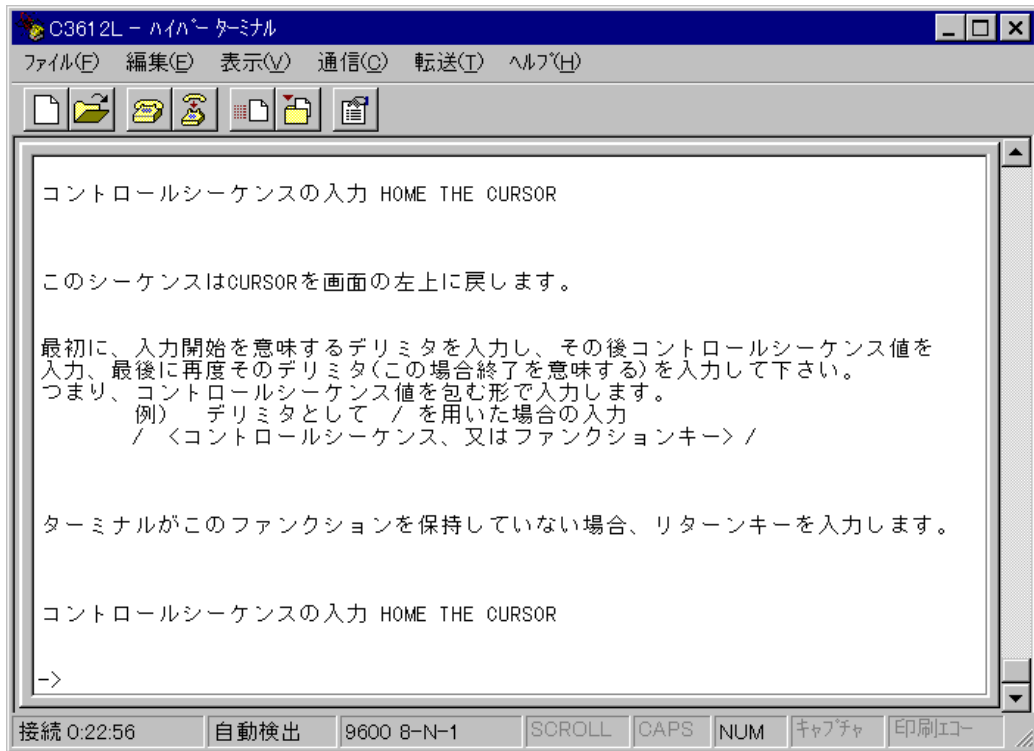 C3612L - ﾊｲﾊﾟｰ ﾀｰﾐﾅﾙ
ﾌｧｲﾙ(F) 編集(E) 表示(V) 通信(C) 転送(T) ﾍﾙﾌﾟ(H)
コントロールシーケンスの入力 HOME THE CURSOR
このシーケンスはCURSORを画面の左上に戻します。
最初に、入力開始を意味するデリミタを入力し、その後コントロールシーケンス値を
入力、最後に再度そのデリミタ(この場合終了を意味する)を入力して下さい。
つまり、コントロールシーケンス値を包む形で入力します。
例) デリミタとして / を用いた場合の入力
/ <コントロールシーケンス、又はファンクションキー> /
ターミナルがこのファンクションを保持していない場合、リターンキーを入力します。
コントロールシーケンスの入力 HOME THE CURSOR
->
接続 0:22:56 自動検出 9600 8-N-1 SCROLL CAPS NUM ｷｬﾌﾟﾁｬ 印刷ｴｺｰ